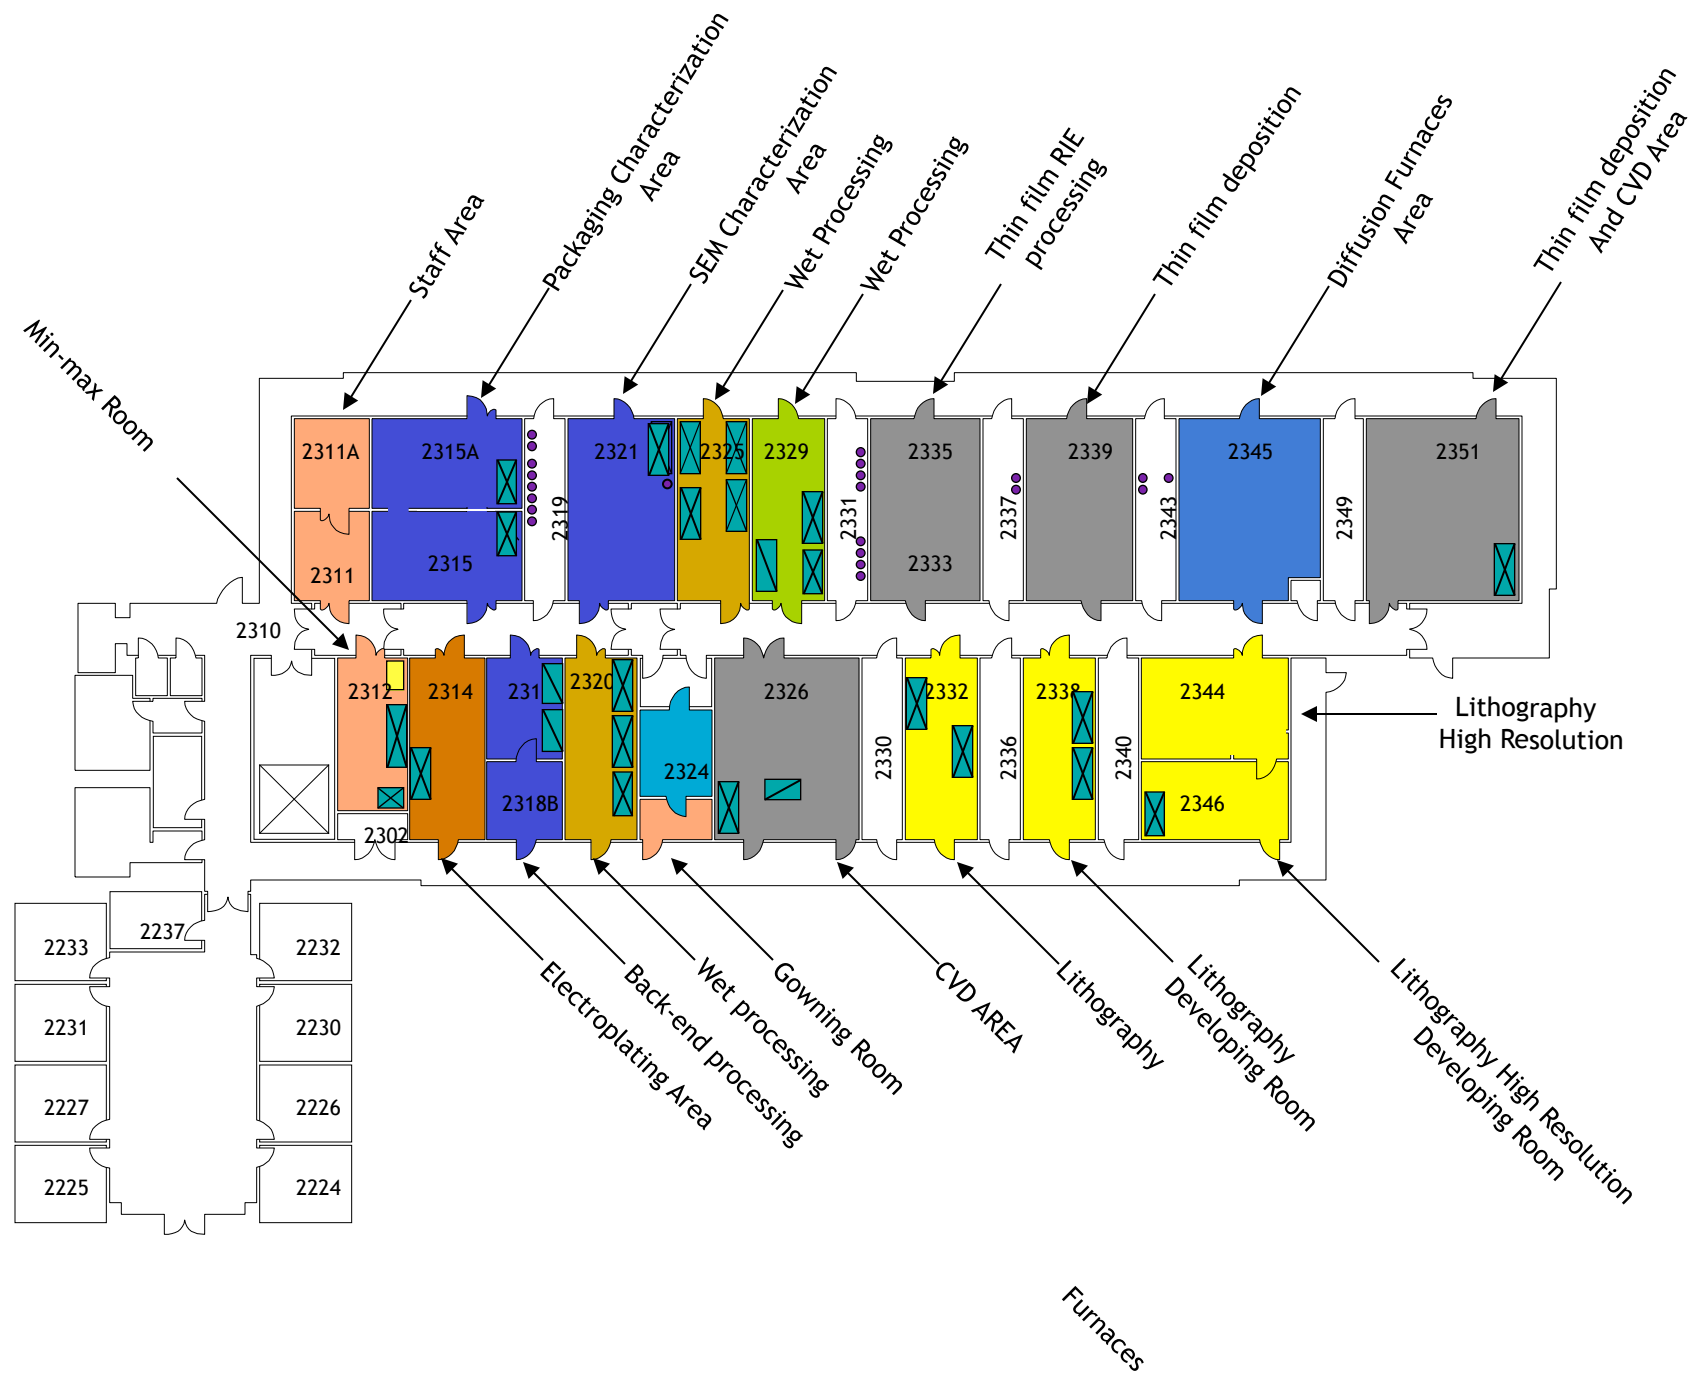 Packaging Characterization
Area
SEM Characterization
Area
Staff Area
Wet Processing
Wet Processing
Thin film RIE
processing
Thin film deposition
Diffusion Furnaces
Area
Thin film deposition
And CVD Area
Min-max Room
2311A
2315A
2321
2325
2329
2335
2339
2345
2351
2319
2331
2337
2343
2349
2311
2315
2333
2310
2312
2314
231
2320
2326
2332
2338
2344
Lithography
High Resolution
2324
2330
2336
2340
2318B
2346
2302
2237
2233
2232
2231
2230
2227
2226
2225
2224
Electroplating Area
Back-end processing
Wet processing
Gowning Room
CVD AREA
Lithography
Lithography
Developing Room
Lithography High Resolution
Developing Room
Furnaces